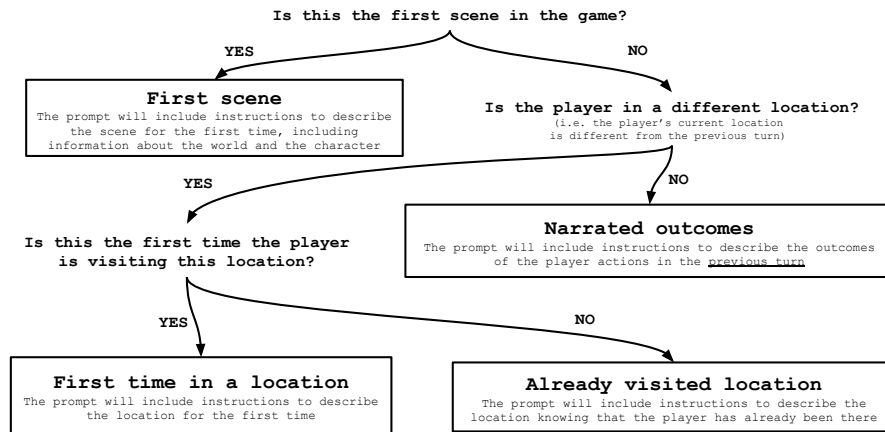 Is this the first scene in the game?
YES
NO
First scene
The prompt will include instructions to describe
the scene for the first time, including
information about the world and the character
Is the player in a different location?
(i.e. the player's current location
is different from the previous turn)
YES
NO
Is this the first time the player
is visiting this location?
Narrated outcomes
The prompt will include instructions to describe the outcomes
of the player actions in the previous turn
YES
NO
First time in a location
The prompt will include instructions to describe
the location for the first time
Already visited location
The prompt will include instructions to describe the
location knowing that the player has already been there